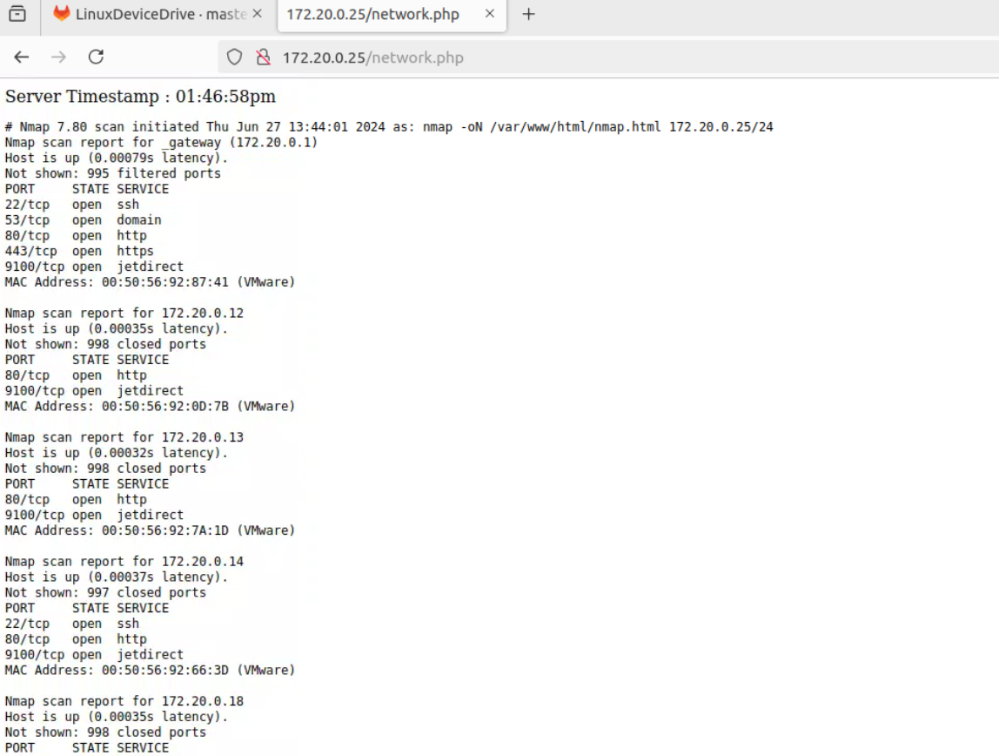 LinuxDeviceDrive · maste
172.20.0.25/network.php
172.20.0.25/network.php
Server Timestamp : 01:46:58pm
# Nmap 7.80 scan initiated Thu Jun 27 13:44:01 2024 as: nmap -oN /var/www/html/nmap.html 172.20.0.25/24
Nmap scan report for _gateway (172.20.0.1)
Host is up (0.00079s latency).
Not shown: 995 filtered ports
PORT     STATE SERVICE
22/tcp   open  ssh
53/tcp   open  domain
80/tcp   open  http
443/tcp  open  https
9100/tcp open  jetdirect
MAC Address: 00:50:56:92:87:41 (VMware)
Nmap scan report for 172.20.0.12
Host is up (0.00035s latency).
Not shown: 998 closed ports
PORT     STATE SERVICE
80/tcp   open  http
9100/tcp open  jetdirect
MAC Address: 00:50:56:92:0D:7B (VMware)
Nmap scan report for 172.20.0.13
Host is up (0.00032s latency).
Not shown: 998 closed ports
PORT     STATE SERVICE
80/tcp   open  http
9100/tcp open  jetdirect
MAC Address: 00:50:56:92:7A:1D (VMware)
Nmap scan report for 172.20.0.14
Host is up (0.00037s latency).
Not shown: 997 closed ports
PORT     STATE SERVICE
22/tcp   open  ssh
80/tcp   open  http
9100/tcp open  jetdirect
MAC Address: 00:50:56:92:66:3D (VMware)
Nmap scan report for 172.20.0.18
Host is up (0.00035s latency).
Not shown: 998 closed ports
PORT     STATE SERVICE